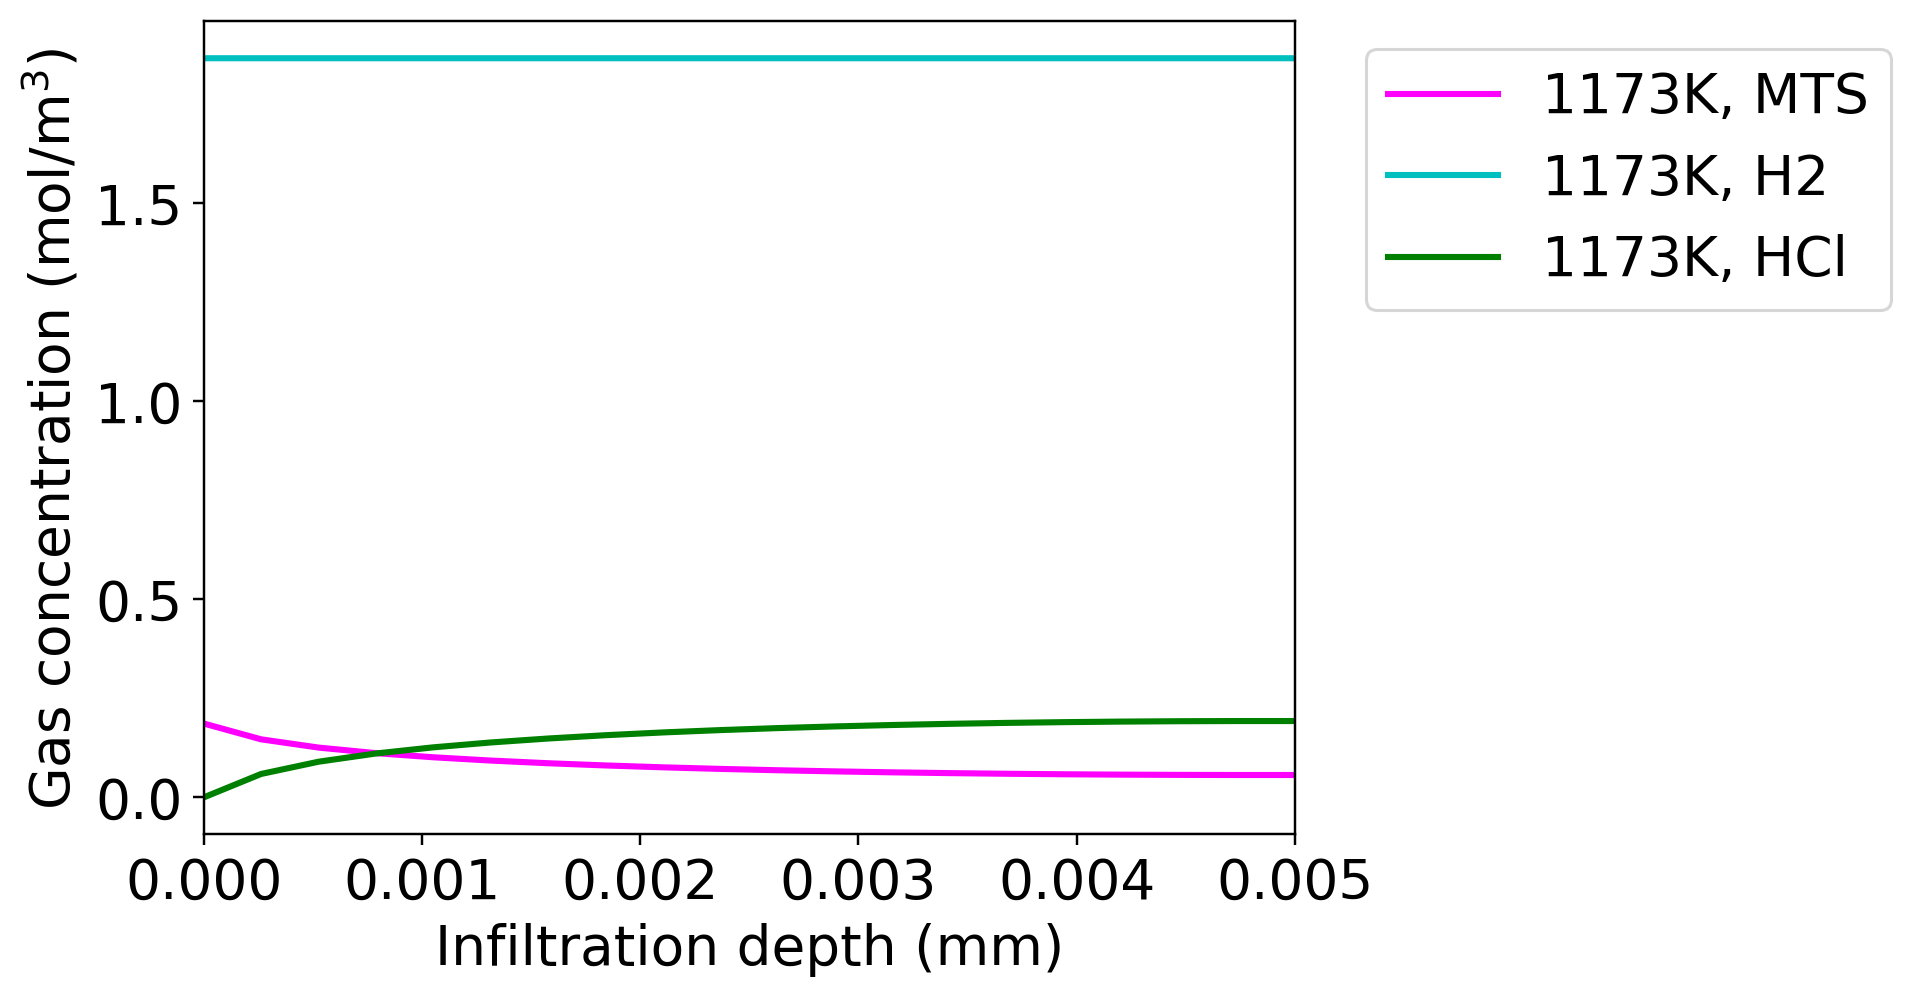 Gas concentration (mol/m³)
1.5
1.0
0.5
0.0
0.000 0.001 0.002 0.003 0.004 0.005
Infiltration depth (mm)
1173K, MTS
1173K, H2
1173K, HCl